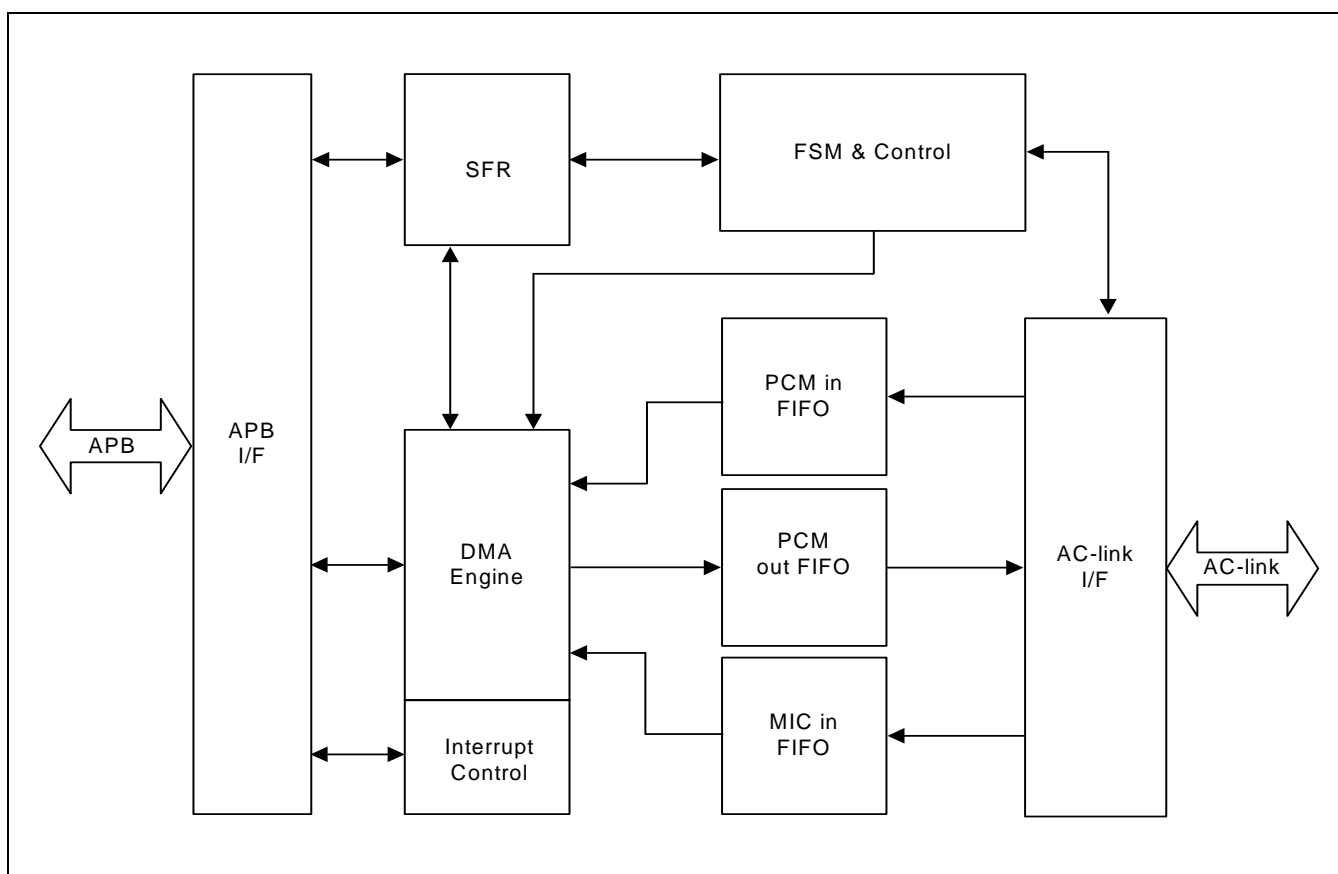 SFR
FSM & Control
PCM in
FIFO
APB
APB
I/F
DMA
Engine
PCM
out FIFO
AC-link
I/F
AC-link
MIC in
FIFO
Interrupt
Control